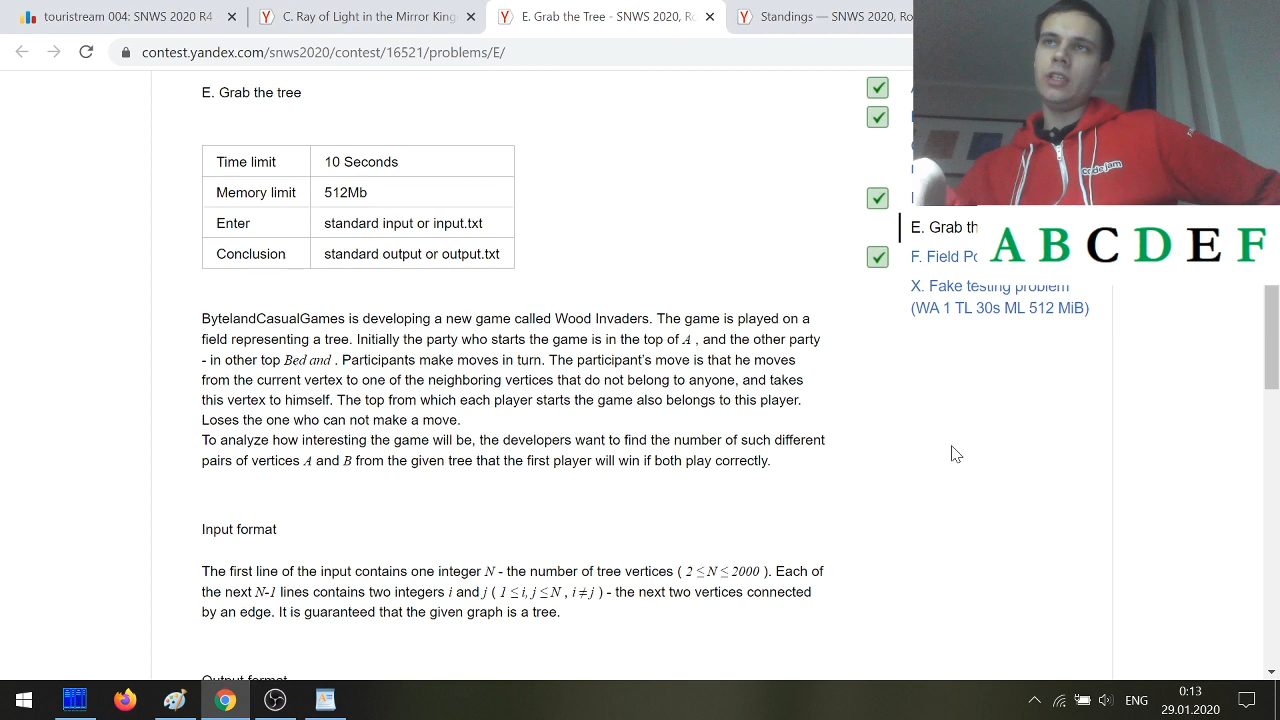 touristream 004: SNWS 2020 R4
C. Ray of Light in the Mirror King
E. Grab the Tree - SNWS 2020, Ro
Standings — SNWS 2020, Ro
contest.yandex.com/snws2020/contest/16521/problems/E/
E. Grab the tree
Time limit 10 Seconds
Memory limit 512Mb
Enter standard input or input.txt
Conclusion standard output or output.txt
E. Grab th
F. Field Po
X. Fake testing problem
(WA 1 TL 30s ML 512 MiB)
Codejam
A B C D E F
BytelandCasualGames is developing a new game called Wood Invaders. The game is played on a
field representing a tree. Initially the party who starts the game is in the top of A , and the other party
- in other top Bed and . Participants make moves in turn. The participant's move is that he moves
from the current vertex to one of the neighboring vertices that do not belong to anyone, and takes
this vertex to himself. The top from which each player starts the game also belongs to this player.
Loses the one who can not make a move.
To analyze how interesting the game will be, the developers want to find the number of such different
pairs of vertices A and B from the given tree that the first player will win if both play correctly.
Input format
The first line of the input contains one integer N - the number of tree vertices ( 2 ≤ N ≤ 2000 ). Each of
the next N-1 lines contains two integers i and j ( 1 ≤ i, j ≤ N , i ≠ j ) - the next two vertices connected
by an edge. It is guaranteed that the given graph is a tree.
Output format
ENG
0:13
29.01.2020